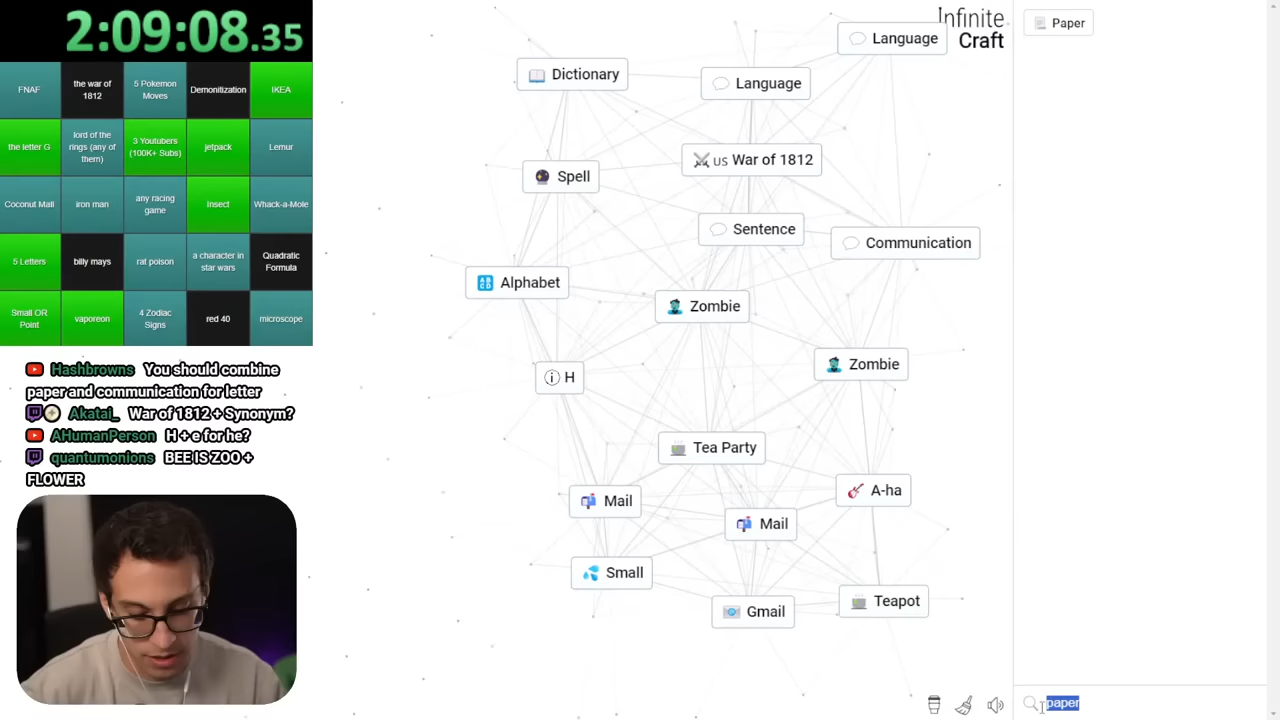 2:09:08.35
FNAF
the war of
1812
5 Pokemon
Moves
Demonitization
IKEA
the letter G
lord of the
rings (any of
them)
3 Youtubers
(100K+ Subs)
jetpack
Lemur
Coconut Mall
iron man
any racing
game
Insect
Whack-a-Mole
5 Letters
billy mays
rat poison
a character in
star wars
Quadratic
Formula
Small OR
Point
vaporeon
4 Zodiac
Signs
red 40
microscope
Hashbrowns You should combine
paper and communication for letter
Akatai_ War of 1812 + Synonym?
AHumanPerson H + e for he?
quantumonions BEE IS ZOO +
FLOWER
Infinite
Craft
Language
Dictionary
Language
US War of 1812
Spell
Sentence
Communication
Alphabet
Zombie
Zombie
H
Tea Party
A-ha
Mail
Mail
Small
Teapot
Gmail
Paper
paper